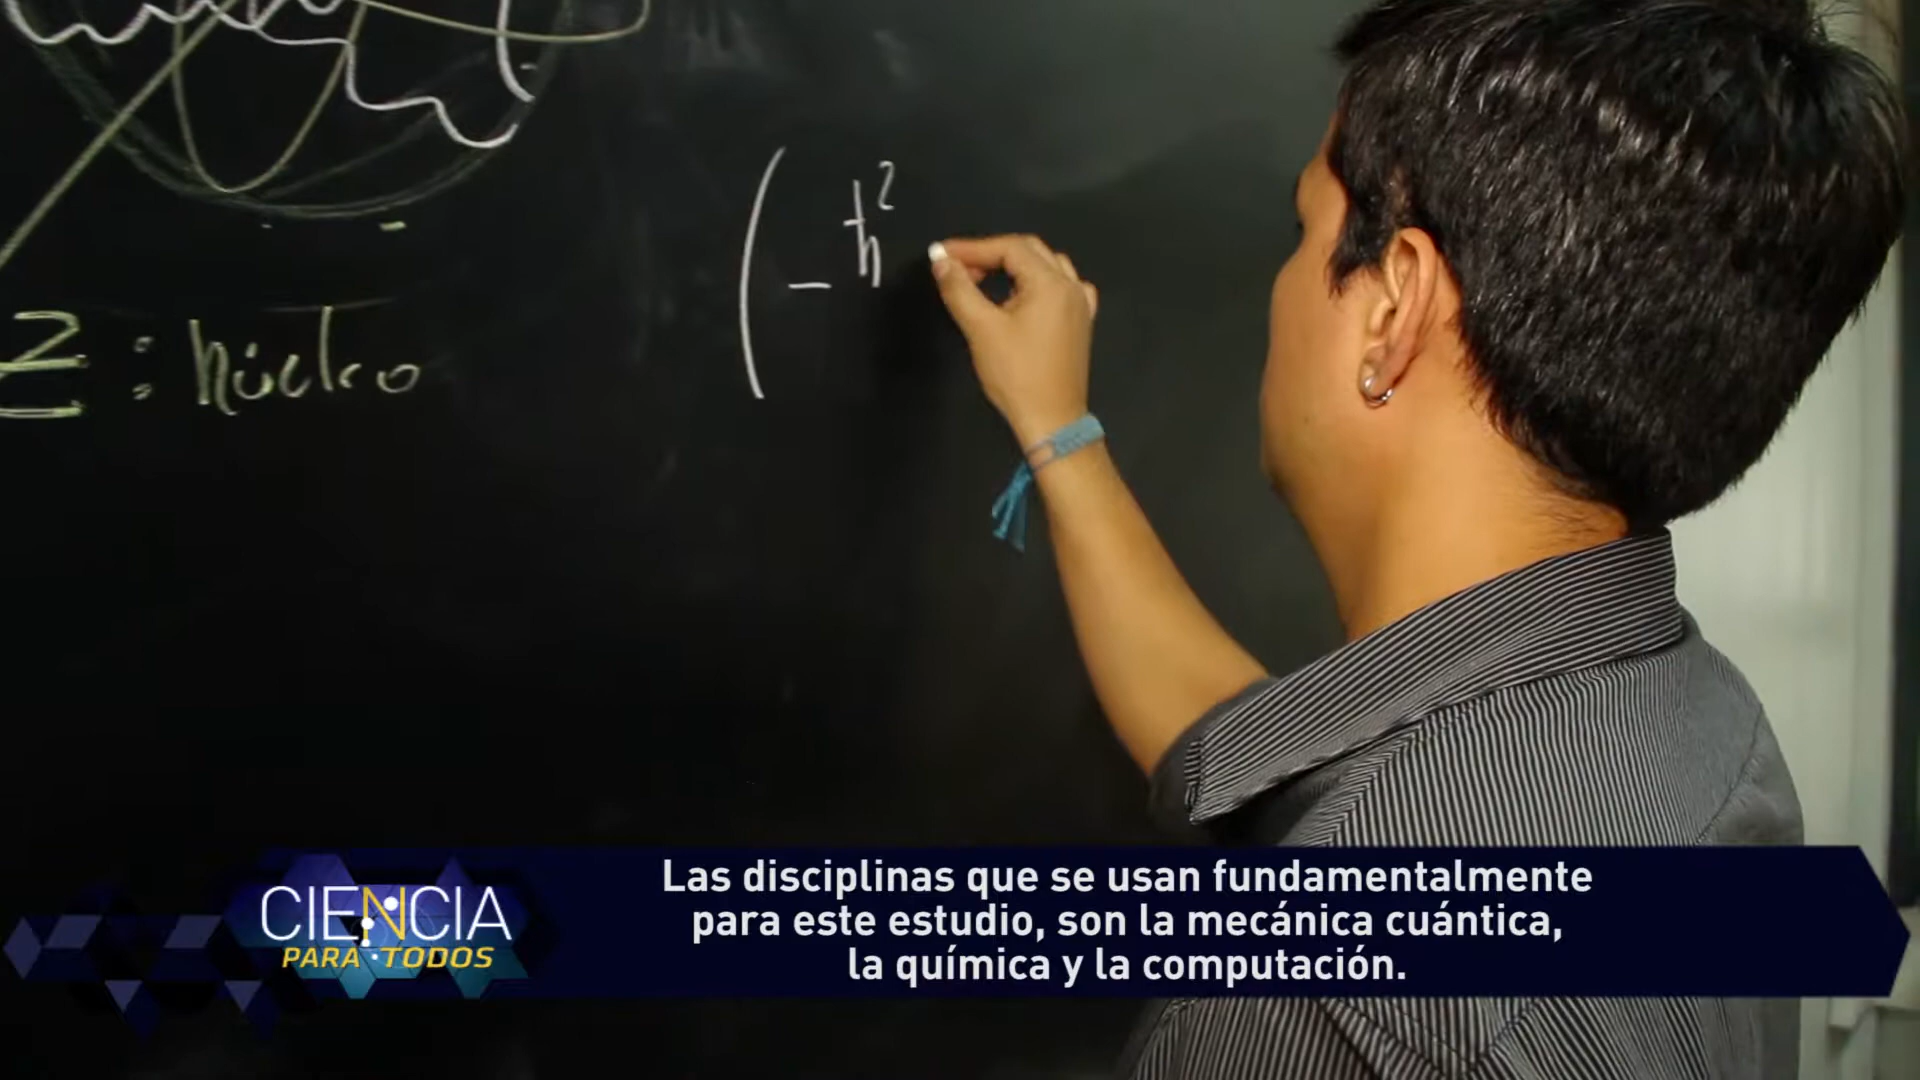 (-ħ²
Z : núcleo
CIENCIA
PARA TODOS
Las disciplinas que se usan fundamentalmente
para este estudio, son la mecánica cuántica,
la química y la computación.